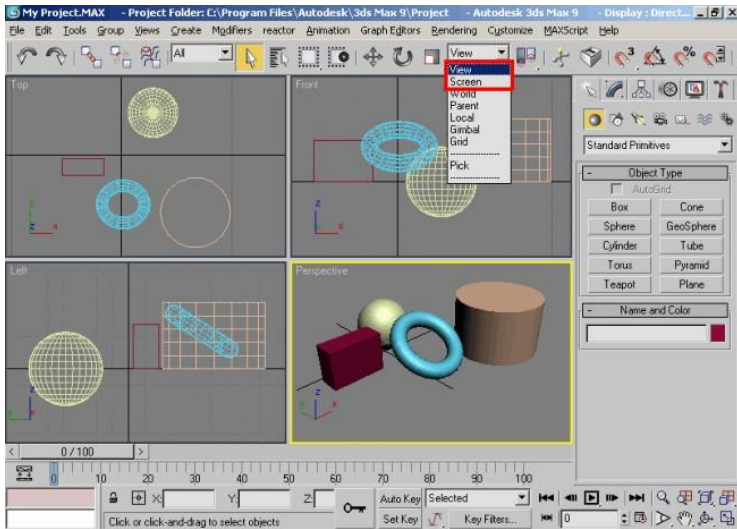 My Project.MAX - Project Folder: C:\Program Files\Autodesk\3ds Max 9\Project - Autodesk 3ds Max 9 - Display : Direct...
File Edit Tools Group Views Create Modifiers reactor Animation Graph Editors Rendering Customize MAXScript Help
All View 3
View
Screen
World
Parent
Local
Gimbal
Grid
Pick
Top
y
z x
Front
z
x
Left
z
y
Perspective
z
x
Standard Primitives
- Object Type
AutoGrid
Box Cone
Sphere GeoSphere
Cylinder Tube
Torus Pyramid
Teapot Plane
- Name and Color
< 0 / 100 >
0 10 20 30 40 50 60 70 80 90 100
X: Y: Z: Auto Key Selected
Click or click-and-drag to select objects Set Key Key Filters... 0